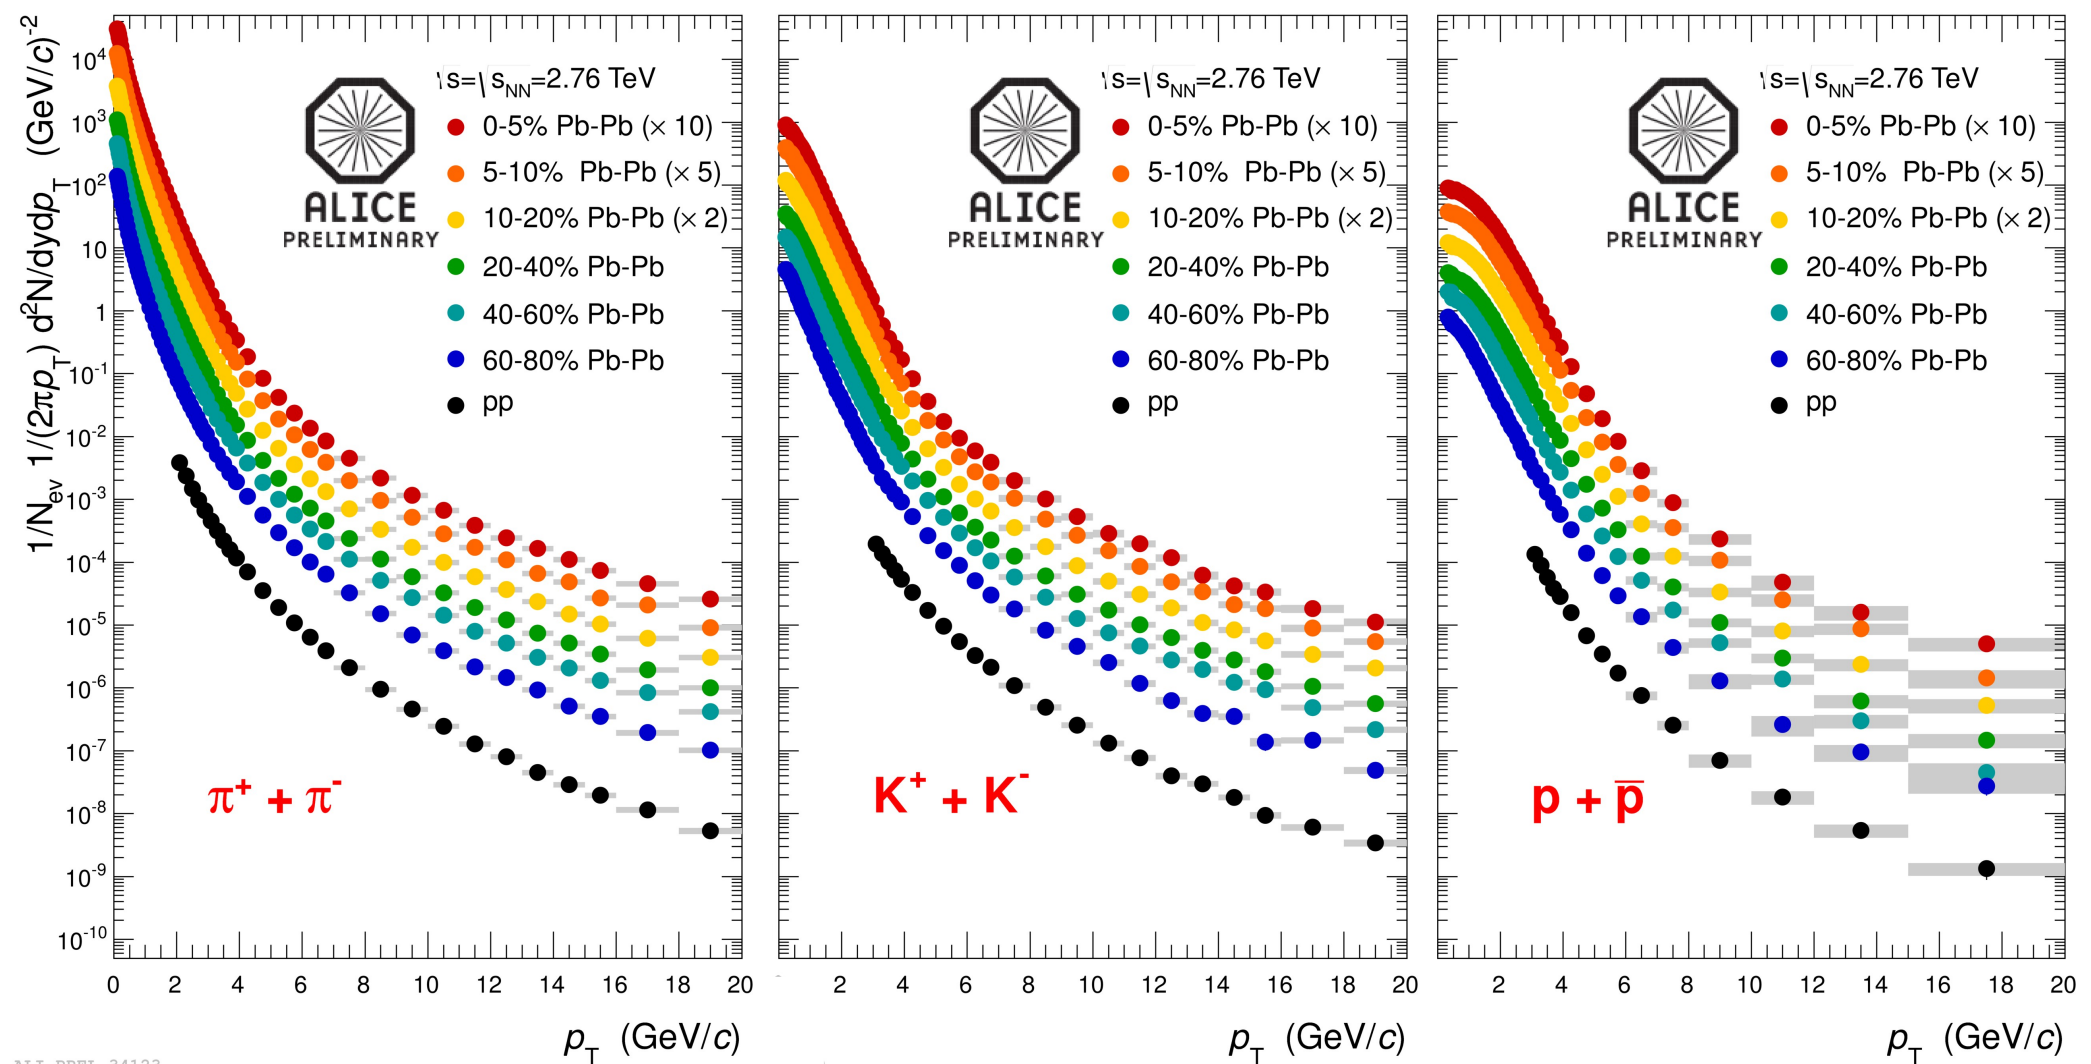 1/N_ev 1/(2πp_T) d²N/dydp_T (GeV/c)⁻²
10⁴
10³
10²
10
1
10⁻¹
10⁻²
10⁻³
10⁻⁴
10⁻⁵
10⁻⁶
10⁻⁷
10⁻⁸
10⁻⁹
10⁻¹⁰
ALICE
PRELIMINARY
√s=√s_NN=2.76 TeV
0-5% Pb-Pb (× 10)
5-10% Pb-Pb (× 5)
10-20% Pb-Pb (× 2)
20-40% Pb-Pb
40-60% Pb-Pb
60-80% Pb-Pb
pp
π⁺ + π⁻
0 2 4 6 8 10 12 14 16 18 20
p_T (GeV/c)
ALICE
PRELIMINARY
√s=√s_NN=2.76 TeV
0-5% Pb-Pb (× 10)
5-10% Pb-Pb (× 5)
10-20% Pb-Pb (× 2)
20-40% Pb-Pb
40-60% Pb-Pb
60-80% Pb-Pb
pp
K⁺ + K⁻
2 4 6 8 10 12 14 16 18 20
p_T (GeV/c)
ALICE
PRELIMINARY
√s=√s_NN=2.76 TeV
0-5% Pb-Pb (× 10)
5-10% Pb-Pb (× 5)
10-20% Pb-Pb (× 2)
20-40% Pb-Pb
40-60% Pb-Pb
60-80% Pb-Pb
pp
p + p̅
2 4 6 8 10 12 14 16 18 20
p_T (GeV/c)